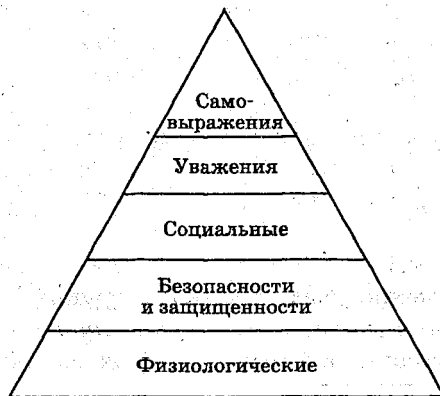 Само-
выражения
Уважения
Социальные
Безопасности
и защищенности
Физиологические